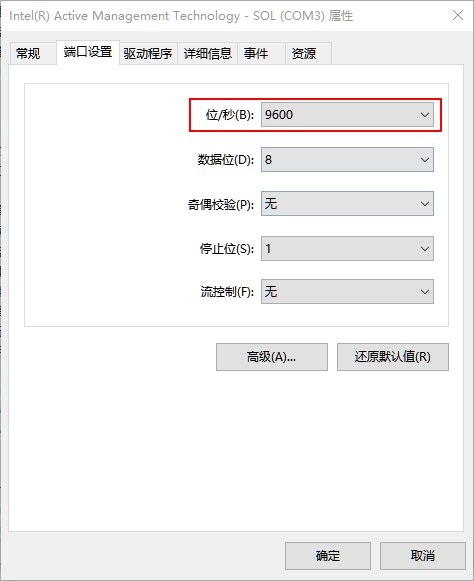 Intel(R) Active Management Technology - SOL (COM3) 属性
常规 端口设置 驱动程序 详细信息 事件 资源
位/秒(B): 9600
数据位(D): 8
奇偶校验(P): 无
停止位(S): 1
流控制(F): 无
高级(A)... 还原默认值(R)
确定 取消